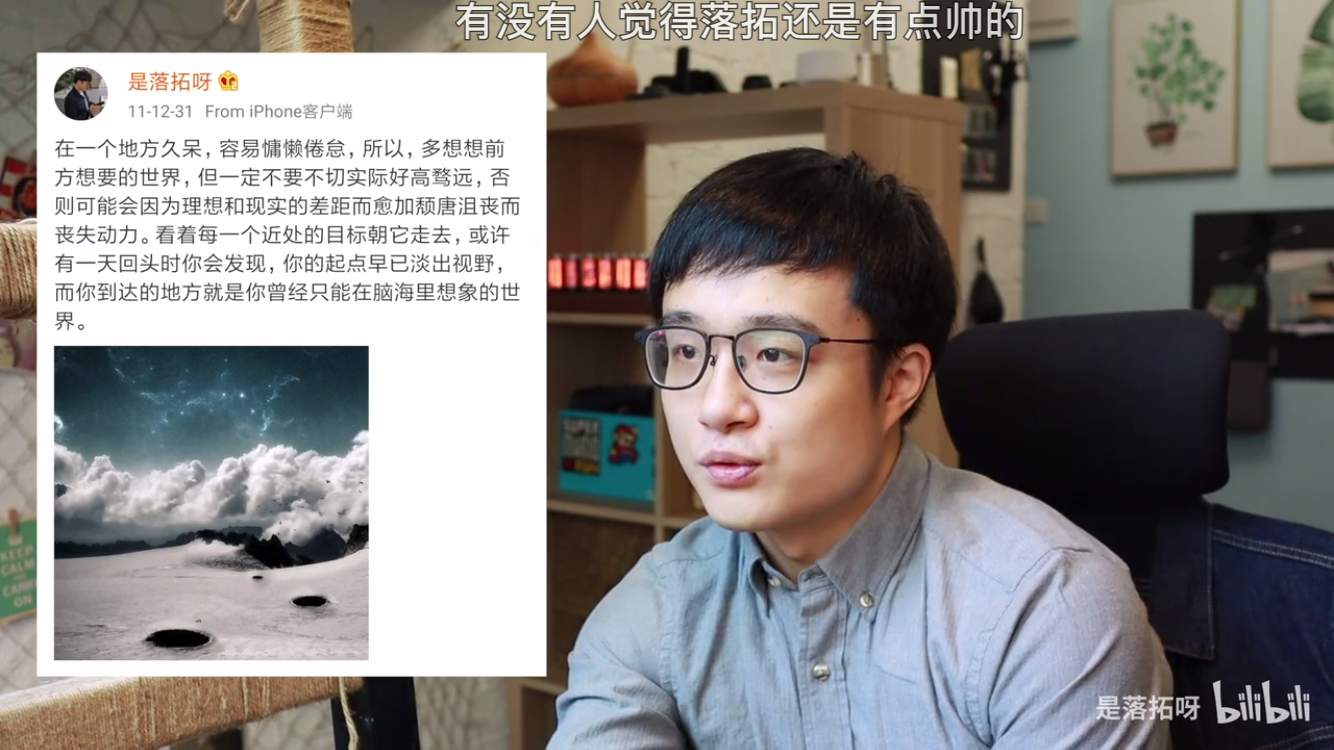 有没有人觉得落拓还是有点帅的
是落拓呀
11-12-31 From iPhone客户端
在一个地方久呆，容易慵懒倦怠，所以，多想想前
方想要的世界，但一定不要不切实际好高骛远，否
则可能会因为理想和现实的差距而愈加颓唐沮丧而
丧失动力。看着每一个近处的目标朝它走去，或许
有一天回头时你会发现，你的起点早已淡出视野，
而你到达的地方就是你曾经只能在脑海里想象的世
界。
SUPER
MARIO
KEEP
CALM
AND
CARRY
ON
是落拓呀 bilibili